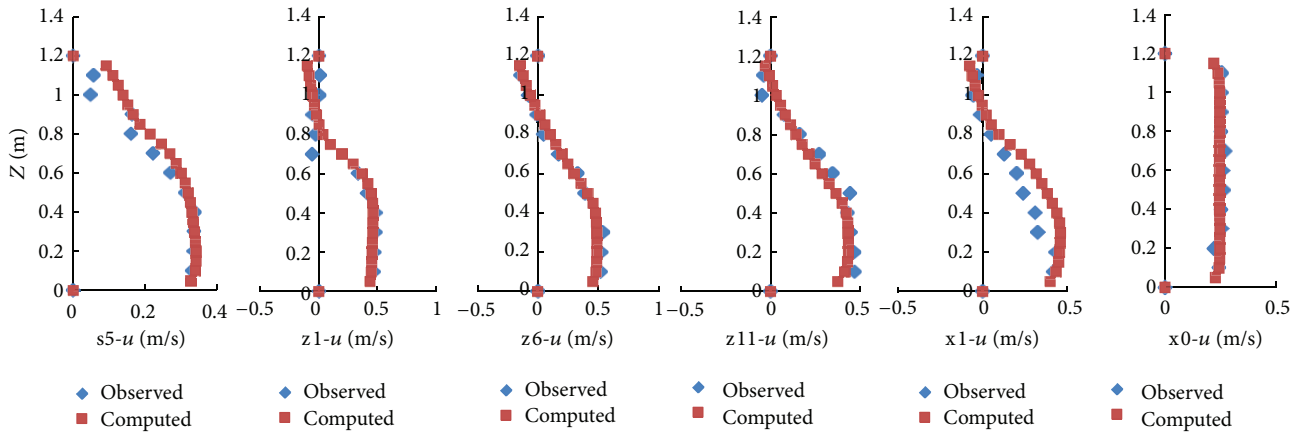 1.4 1.4 1.4 1.4 1.4 1.4
1.2 1.2 1.2 1.2 1.2 1.2
1 1 1 1 1 1
0.8 0.8 0.8 0.8 0.8 0.8
Z (m)
0.6 0.6 0.6 0.6 0.6 0.6
0.4 0.4 0.4 0.4 0.4 0.4
0.2 0.2 0.2 0.2 0.2 0.2
0 0 0 0 0 0
0 0.2 0.4 −0.5 0 0.5 1 −0.5 0 0.5 1 −0.5 0 0.5 −0.5 0 0.5 0 0.5
s5-u (m/s) z1-u (m/s) z6-u (m/s) z11-u (m/s) x1-u (m/s) x0-u (m/s)
Observed Observed Observed Observed Observed Observed
Computed Computed Computed Computed Computed Computed